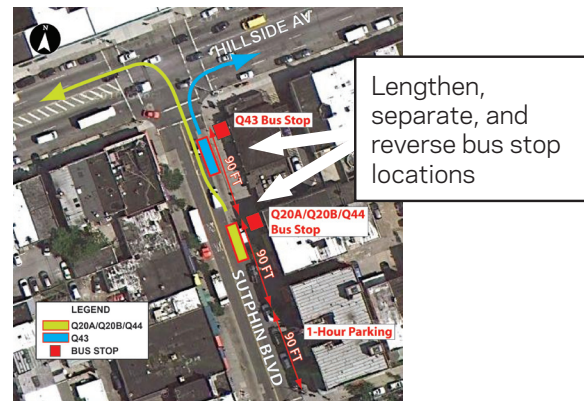 N
HILLSIDE AV
Lengthen,
separate, and
reverse bus stop
locations
Q43 Bus Stop
90 FT
Q20A/Q20B/Q44
Bus Stop
90 FT
SUTPHIN BLVD
1-Hour Parking
90 FT
LEGEND
Q20A/Q20B/Q44
Q43
BUS STOP